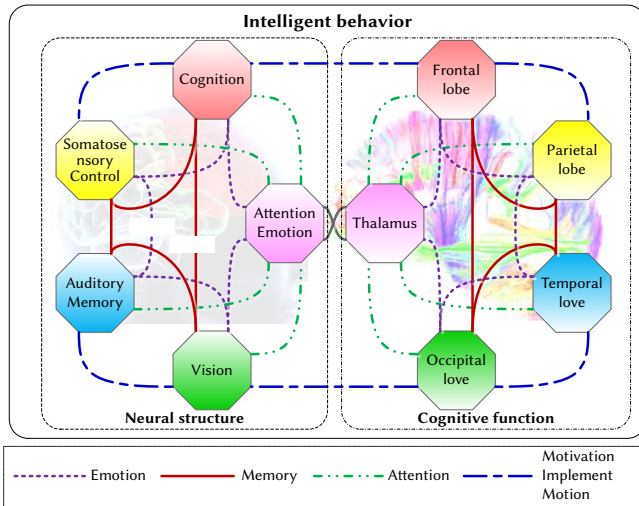 Intelligent behavior
Cognition
Frontal
lobe
Somatose
nsory
Control
Parietal
lobe
Attention
Emotion
Thalamus
Auditory
Memory
Temporal
love
Vision
Occipital
love
Neural structure
Cognitive function
Emotion
Memory
Attention
Motivation
Implement
Motion